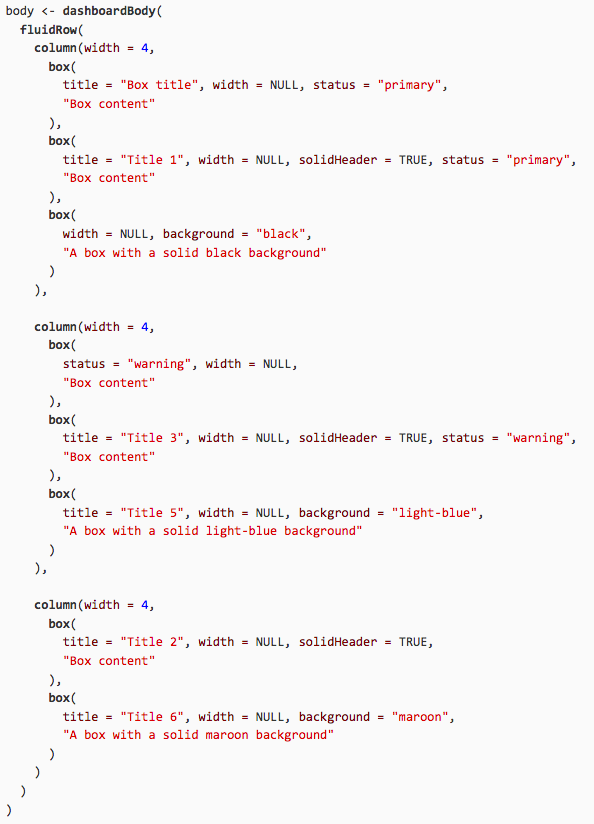 body <- dashboardBody(
  fluidRow(
    column(width = 4,
      box(
        title = "Box title", width = NULL, status = "primary",
        "Box content"
      ),
      box(
        title = "Title 1", width = NULL, solidHeader = TRUE, status = "primary",
        "Box content"
      ),
      box(
        width = NULL, background = "black",
        "A box with a solid black background"
      )
    ),

    column(width = 4,
      box(
        status = "warning", width = NULL,
        "Box content"
      ),
      box(
        title = "Title 3", width = NULL, solidHeader = TRUE, status = "warning",
        "Box content"
      ),
      box(
        title = "Title 5", width = NULL, background = "light-blue",
        "A box with a solid light-blue background"
      )
    ),

    column(width = 4,
      box(
        title = "Title 2", width = NULL, solidHeader = TRUE,
        "Box content"
      ),
      box(
        title = "Title 6", width = NULL, background = "maroon",
        "A box with a solid maroon background"
      )
    )
  )
)